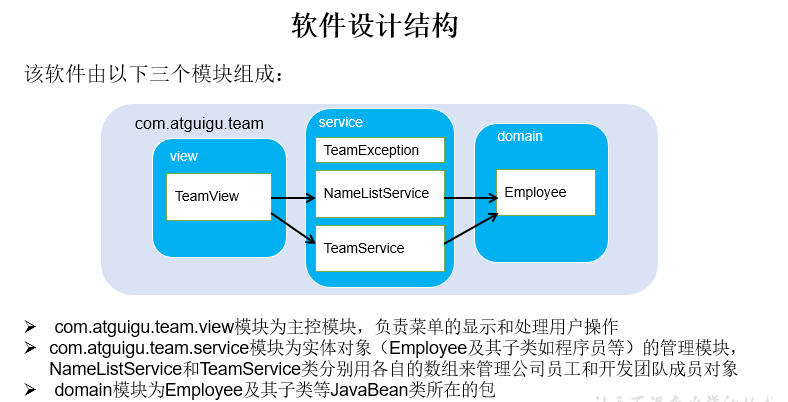 软件设计结构
该软件由以下三个模块组成：
com.atguigu.team
view
TeamView
service
TeamException
NameListService
TeamService
domain
Employee
com.atguigu.team.view模块为主控模块，负责菜单的显示和处理用户操作
com.atguigu.team.service模块为实体对象（Employee及其子类如程序员等）的管理模块，
NameListService和TeamService类分别用各自的数组来管理公司员工和开发团队成员对象
domain模块为Employee及其子类等JavaBean类所在的包